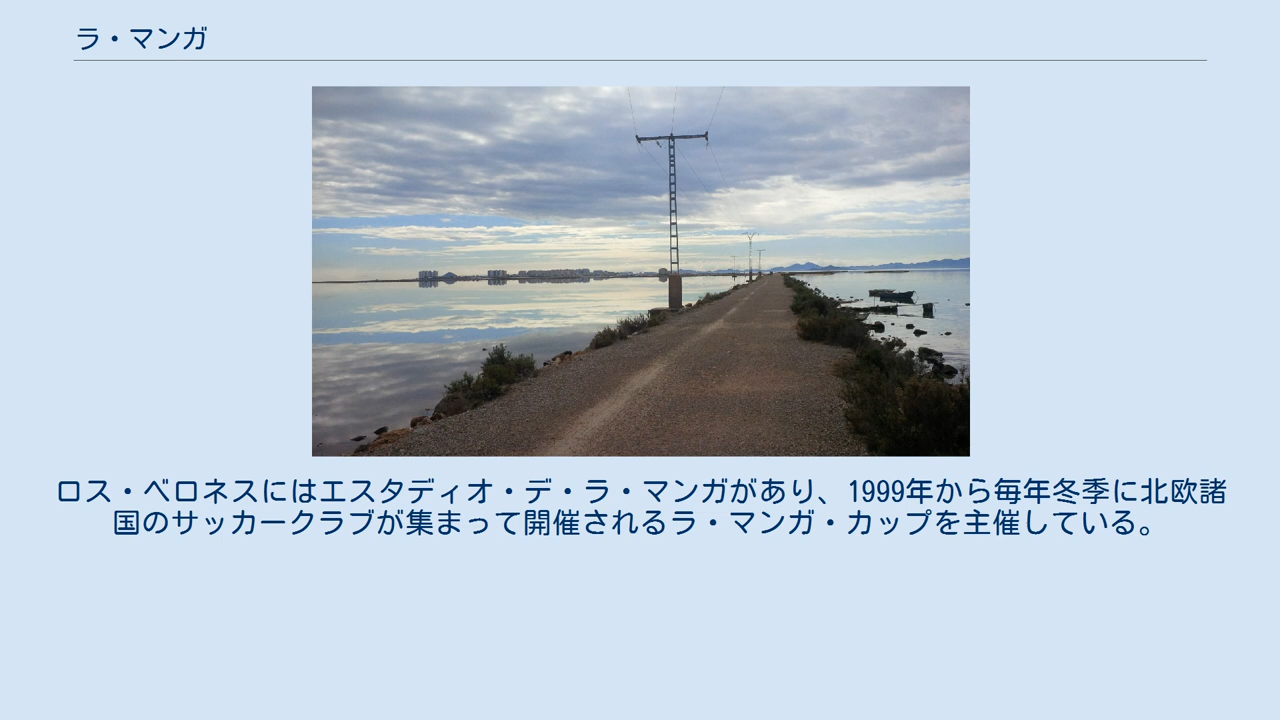 ラ・マンガ
ロス・ベロネスにはエスタディオ・デ・ラ・マンガがあり、1999年から毎年冬季に北欧諸
国のサッカークラブが集まって開催されるラ・マンガ・カップを主催している。